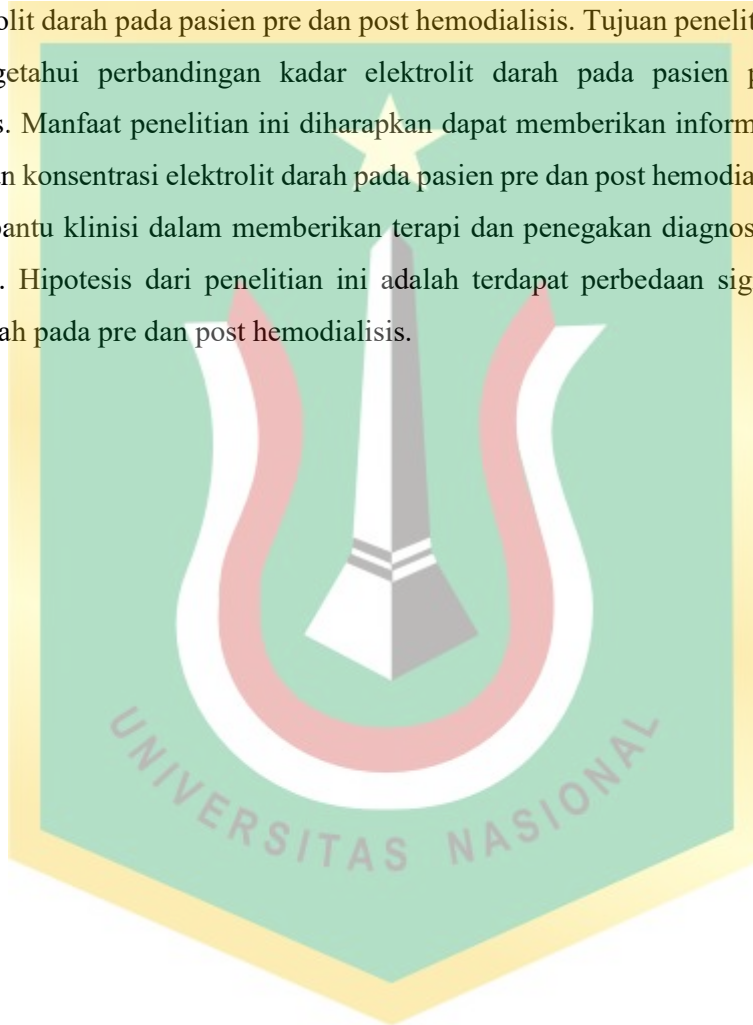 olit darah pada pasien pre dan post hemodialisis. Tujuan penelit
getahui perbandingan kadar elektrolit darah pada pasien p
s. Manfaat penelitian ini diharapkan dapat memberikan inform
n konsentrasi elektrolit darah pada pasien pre dan post hemodia
antu klinisi dalam memberikan terapi dan penegakan diagnos
. Hipotesis dari penelitian ini adalah terdapat perbedaan sig
ah pada pre dan post hemodialisis.
UNIVERSITAS NASIONAL